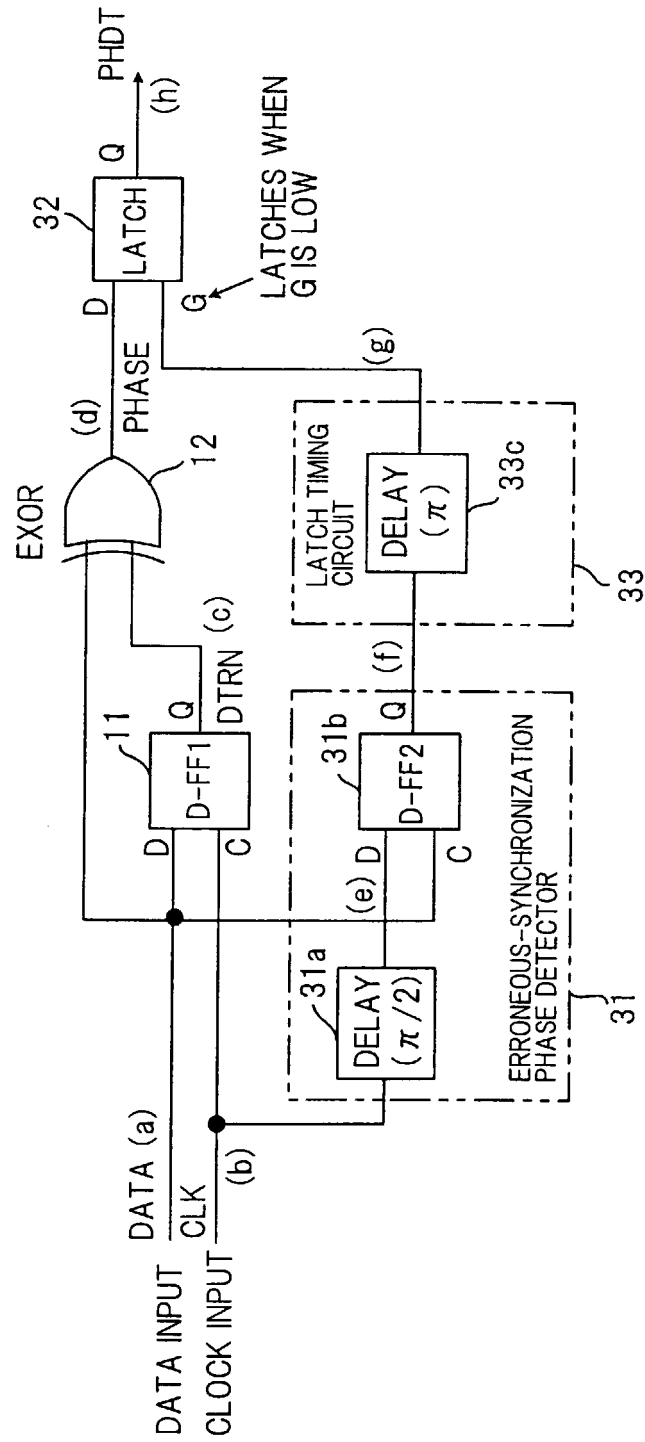 DATA INPUT
DATA (a)
CLK
CLOCK INPUT
(b)
EXOR
12
(d)
PHASE
32
D
LATCH
Q
G
PHDT
(h)
LATCHES WHEN
G IS LOW
11
D
D-FF1
C
Q
DTRN
(c)
31a
DELAY
(π/2)
(e)
31b
D
D-FF2
C
Q
(f)
ERRONEOUS-SYNCHRONIZATION
PHASE DETECTOR
31
LATCH TIMING
CIRCUIT
DELAY
(π)
33c
(g)
33